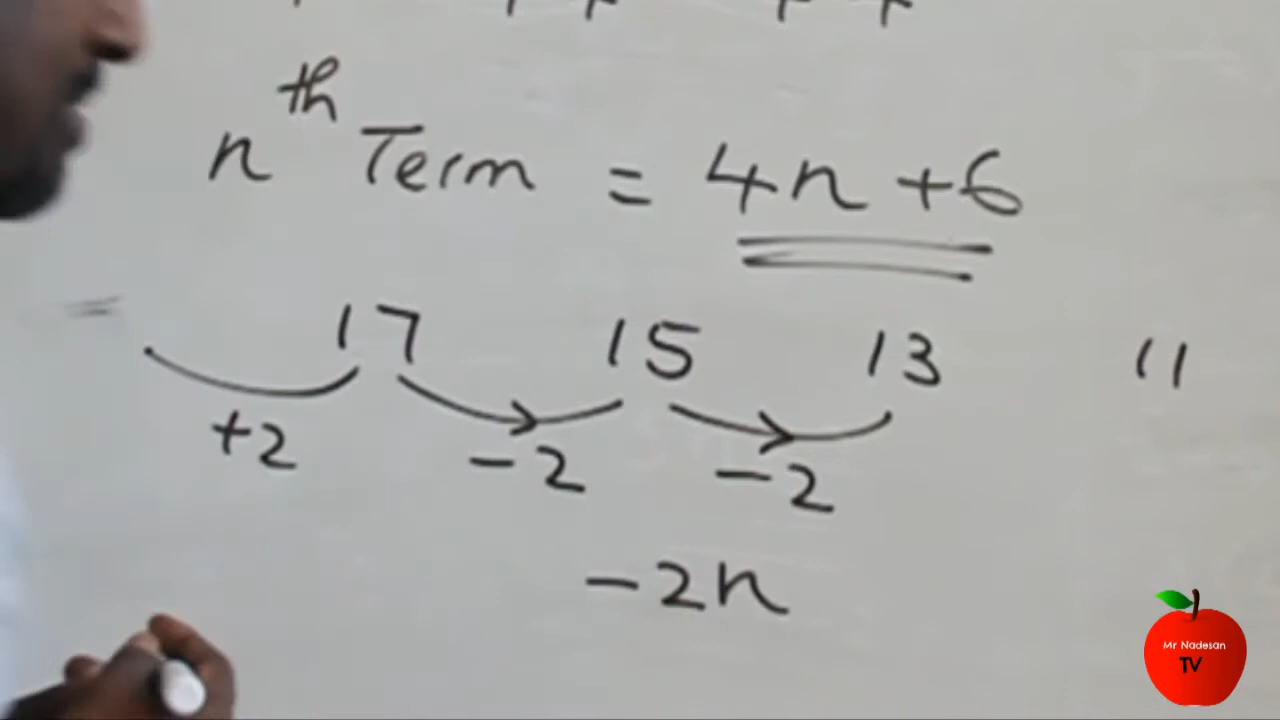 nth Term = 4n + 6
=
17 15 13 11
+2 -2 -2
-2n
Mr Nadesan
TV